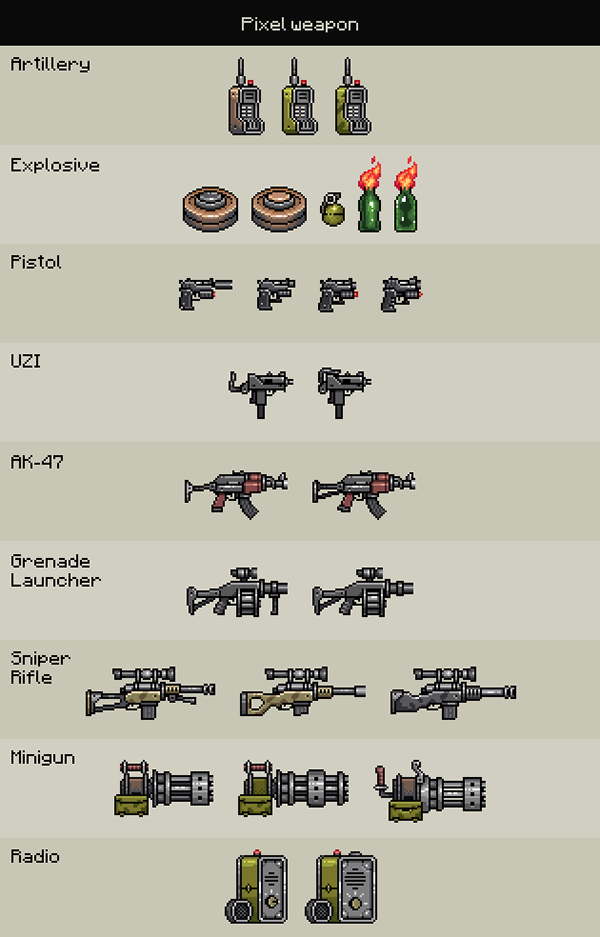 Pixel weapon
Artillery
Explosive
Pistol
UZI
AK-47
Grenade
Launcher
Sniper
Rifle
Minigun
Radio